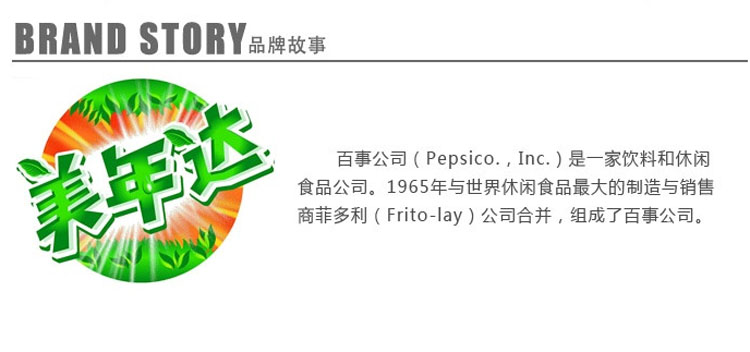 BRAND STORY品牌故事
美年达
百事公司（Pepsico.，Inc.）是一家饮料和休闲
食品公司。1965年与世界休闲食品最大的制造与销售
商菲多利（Frito-lay）公司合并，组成了百事公司。